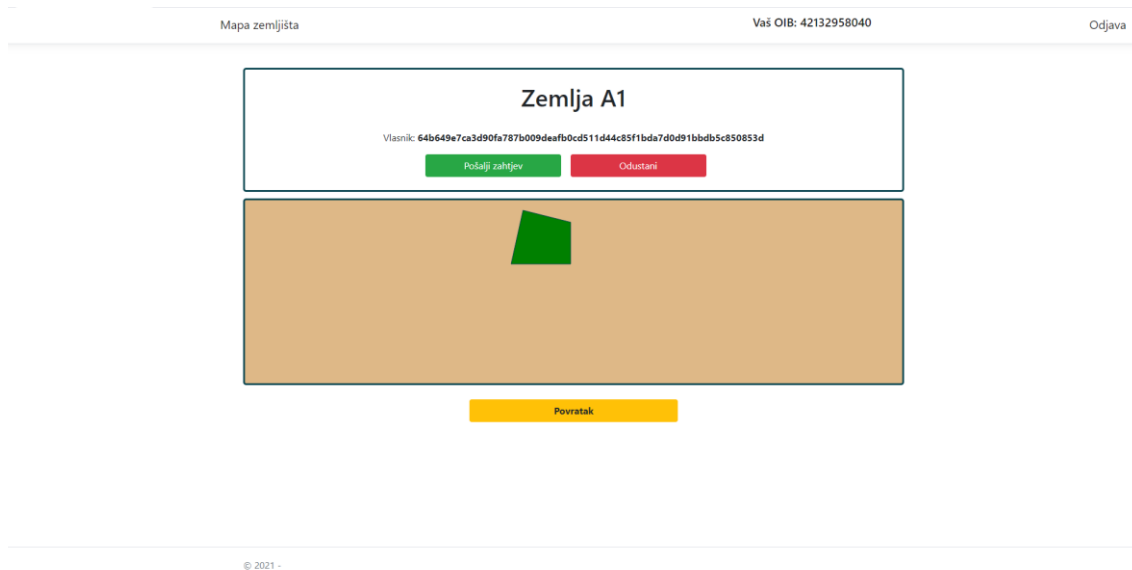 Mapa zemljišta Vaš OIB: 42132958040 Odjava
Zemlja A1
Vlasnik: 64b649e7ca3d90fa787b009deafb0cd511d44c85f1bda7d0d91bbdb5c850853d
Pošalji zahtjev Odustani
Povratak
© 2021 -